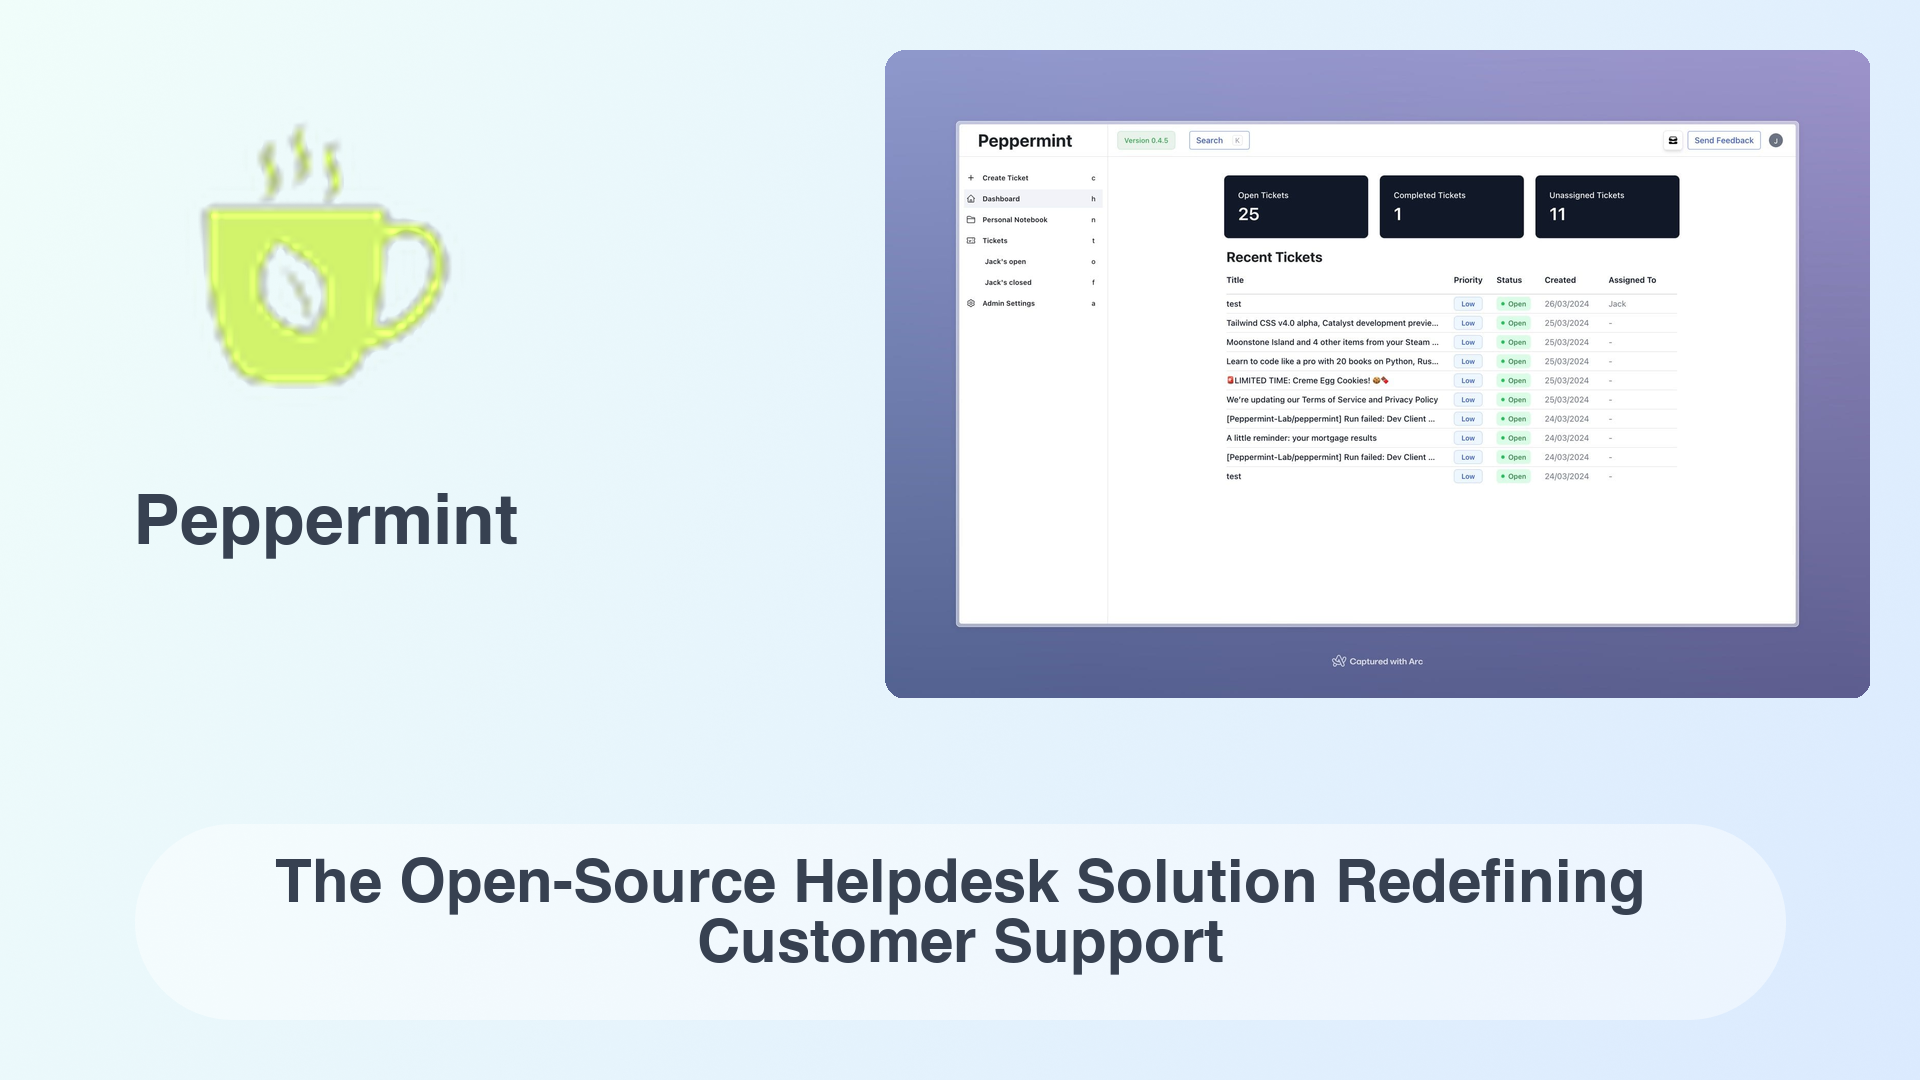 Peppermint
Version 0.4.5
Search K
Send Feedback
J
Create Ticket c
Dashboard h
Personal Notebook n
Tickets t
Jack's open o
Jack's closed f
Admin Settings a
Open Tickets
25
Completed Tickets
1
Unassigned Tickets
11
Recent Tickets
Title Priority Status Created Assigned To
test Low Open 26/03/2024 Jack
Tailwind CSS v4.0 alpha, Catalyst development previe... Low Open 25/03/2024 -
Moonstone Island and 4 other items from your Steam ... Low Open 25/03/2024 -
Learn to code like a pro with 20 books on Python, Rus... Low Open 25/03/2024 -
🚨LIMITED TIME: Creme Egg Cookies! 🍪🍫 Low Open 25/03/2024 -
We're updating our Terms of Service and Privacy Policy Low Open 25/03/2024 -
[Peppermint-Lab/peppermint] Run failed: Dev Client ... Low Open 24/03/2024 -
A little reminder: your mortgage results Low Open 24/03/2024 -
[Peppermint-Lab/peppermint] Run failed: Dev Client ... Low Open 24/03/2024 -
test Low Open 24/03/2024 -
Captured with Arc
Peppermint
The Open-Source Helpdesk Solution Redefining
Customer Support